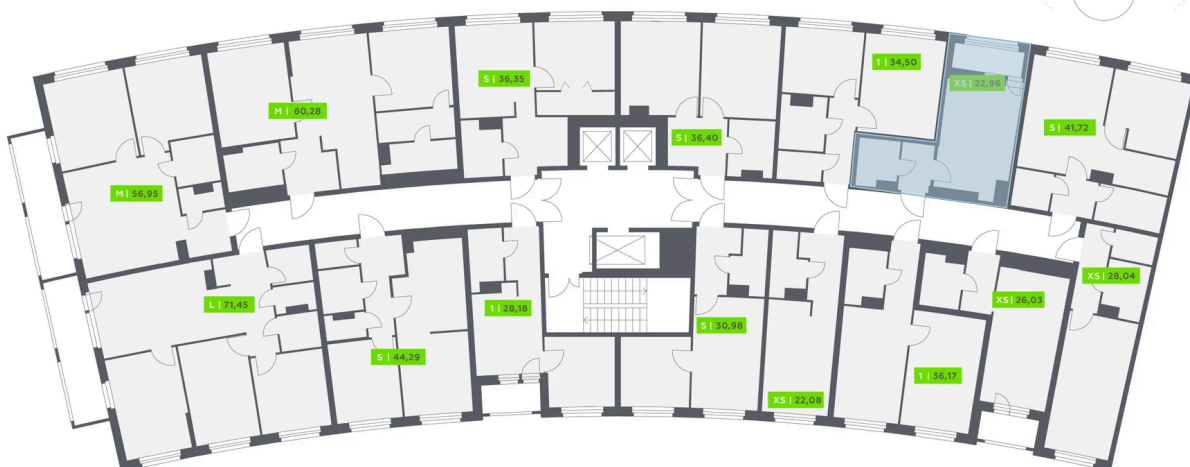 S | 36,35
1 | 34,50
XS | 22,96
M | 60,28
S | 36,40
S | 41,72
M | 56,95
L | 71,45
1 | 28,18
S | 30,98
XS | 28,04
XS | 26,03
S | 44,29
1 | 36,17
XS | 22,08